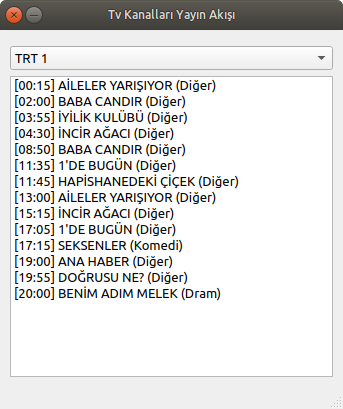 Tv Kanalları Yayın Akışı
TRT 1
[00:15] AİLELER YARIŞIYOR (Diğer)
[02:00] BABA CANDIR (Diğer)
[03:55] İYİLİK KULÜBÜ (Diğer)
[04:30] İNCİR AĞACI (Diğer)
[08:50] BABA CANDIR (Diğer)
[11:35] 1'DE BUGÜN (Diğer)
[11:45] HAPİSHANEDEKİ ÇİÇEK (Diğer)
[13:00] AİLELER YARIŞIYOR (Diğer)
[15:15] İNCİR AĞACI (Diğer)
[17:05] 1'DE BUGÜN (Diğer)
[17:15] SEKSENLER (Komedi)
[19:00] ANA HABER (Diğer)
[19:55] DOĞRUSU NE? (Diğer)
[20:00] BENİM ADIM MELEK (Dram)